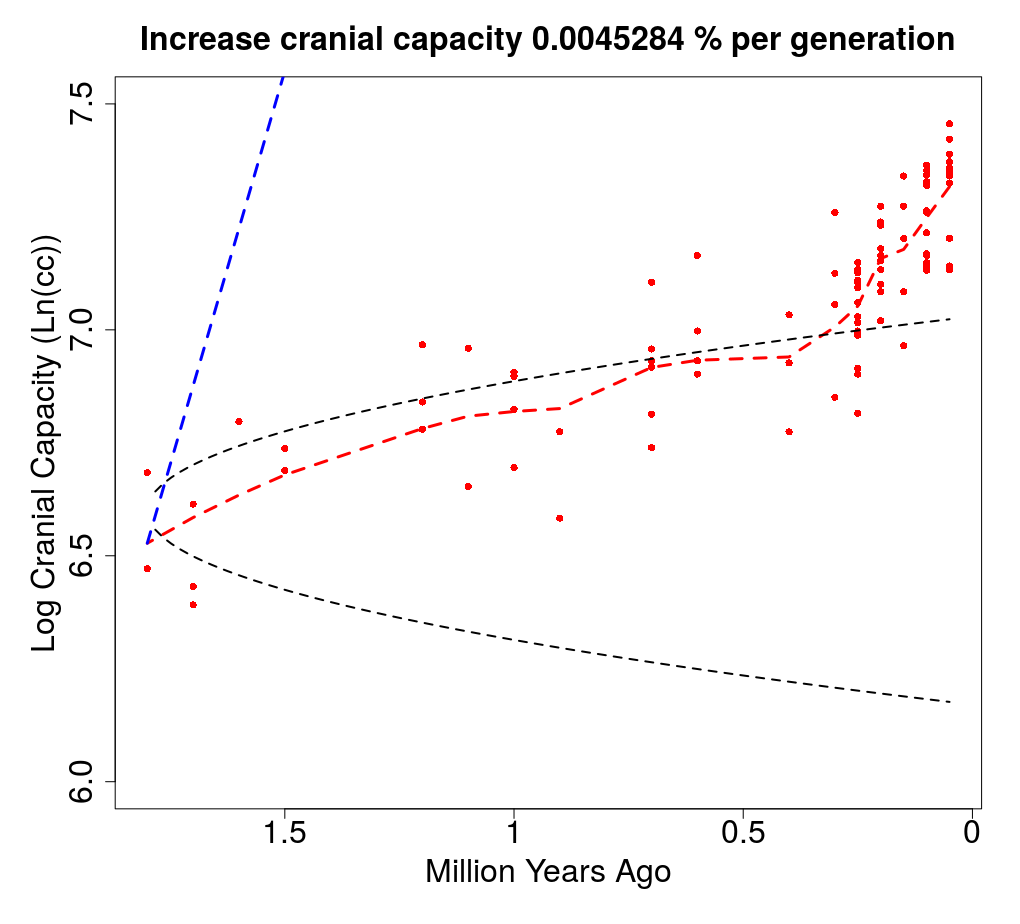 Increase cranial capacity 0.0045284 % per generation
Log Cranial Capacity (Ln(cc))
7.5
7.0
6.5
6.0
1.5
1
0.5
0
Million Years Ago